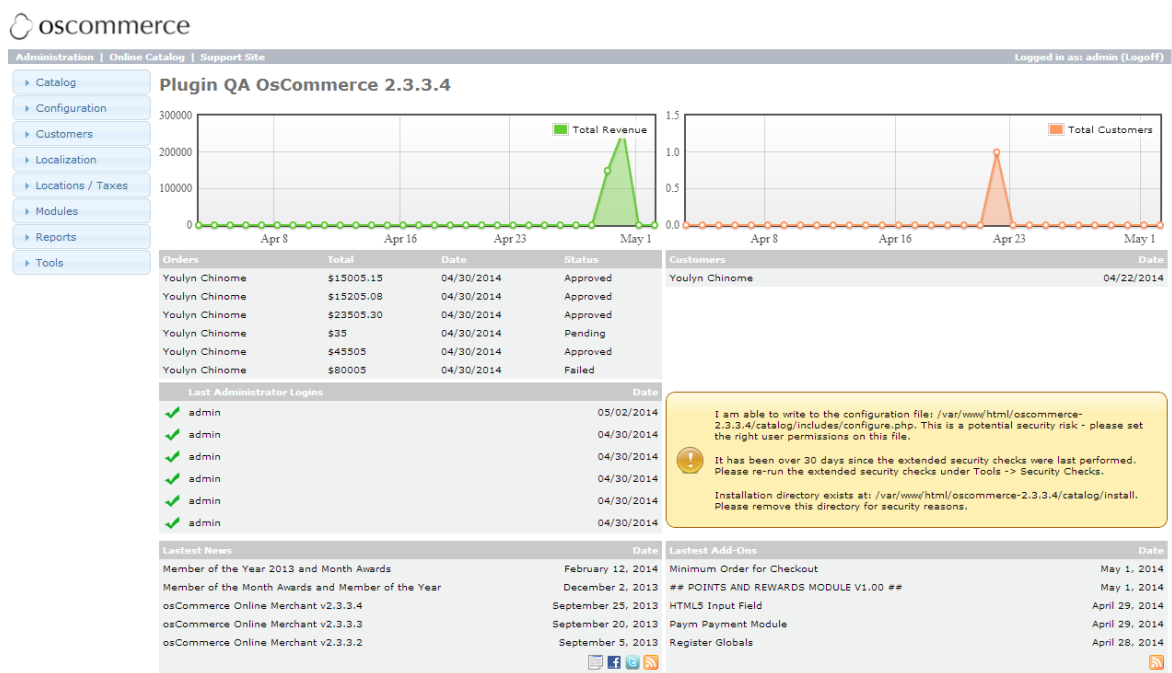 oscommerce
Administration | Online Catalog | Support Site
Logged in as: admin (Logoff)
Catalog
Configuration
Customers
Localization
Locations / Taxes
Modules
Reports
Tools
Plugin QA OsCommerce 2.3.3.4
300000
200000
100000
0
Total Revenue
Apr 8 Apr 16 Apr 23 May 1
1.5
1.0
0.5
0.0
Total Customers
Apr 8 Apr 16 Apr 23 May 1
Orders Total Date Status
Youlyn Chinome $15005.15 04/30/2014 Approved
Youlyn Chinome $15205.08 04/30/2014 Approved
Youlyn Chinome $23505.30 04/30/2014 Approved
Youlyn Chinome $35 04/30/2014 Pending
Youlyn Chinome $45505 04/30/2014 Approved
Youlyn Chinome $80005 04/30/2014 Failed
Customers Date
Youlyn Chinome 04/22/2014
Last Administrator Logins Date
admin 05/02/2014
admin 04/30/2014
admin 04/30/2014
admin 04/30/2014
admin 04/30/2014
admin 04/30/2014
I am able to write to the configuration file: /var/www/html/oscommerce-
2.3.3.4/catalog/includes/configure.php. This is a potential security risk - please set
the right user permissions on this file.
It has been over 30 days since the extended security checks were last performed.
Please re-run the extended security checks under Tools -> Security Checks.
Installation directory exists at: /var/www/html/oscommerce-2.3.3.4/catalog/install.
Please remove this directory for security reasons.
Lastest News Date
Member of the Year 2013 and Month Awards February 12, 2014
Member of the Month Awards and Member of the Year December 2, 2013
osCommerce Online Merchant v2.3.3.4 September 25, 2013
osCommerce Online Merchant v2.3.3.3 September 20, 2013
osCommerce Online Merchant v2.3.3.2 September 5, 2013
Lastest Add-Ons Date
Minimum Order for Checkout May 1, 2014
## POINTS AND REWARDS MODULE V1.00 ## May 1, 2014
HTML5 Input Field April 29, 2014
Paym Payment Module April 29, 2014
Register Globals April 28, 2014